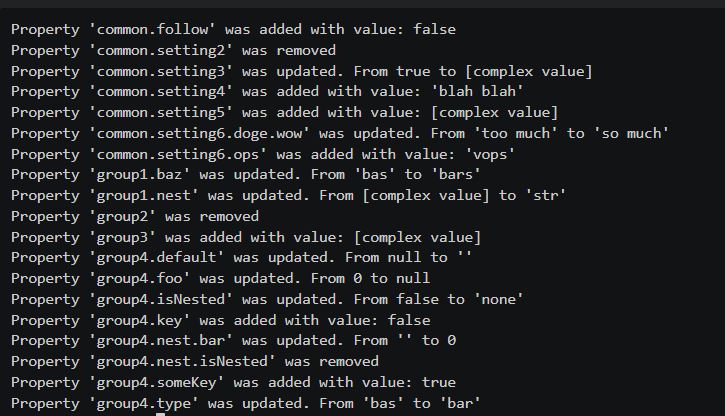 Property 'common.follow' was added with value: false
Property 'common.setting2' was removed
Property 'common.setting3' was updated. From true to [complex value]
Property 'common.setting4' was added with value: 'blah blah'
Property 'common.setting5' was added with value: [complex value]
Property 'common.setting6.doge.wow' was updated. From 'too much' to 'so much'
Property 'common.setting6.ops' was added with value: 'vops'
Property 'group1.baz' was updated. From 'bas' to 'bars'
Property 'group1.nest' was updated. From [complex value] to 'str'
Property 'group2' was removed
Property 'group3' was added with value: [complex value]
Property 'group4.default' was updated. From null to ''
Property 'group4.foo' was updated. From 0 to null
Property 'group4.isNested' was updated. From false to 'none'
Property 'group4.key' was added with value: false
Property 'group4.nest.bar' was updated. From '' to 0
Property 'group4.nest.isNested' was removed
Property 'group4.someKey' was added with value: true
Property 'group4.type' was updated. From 'bas' to 'bar'